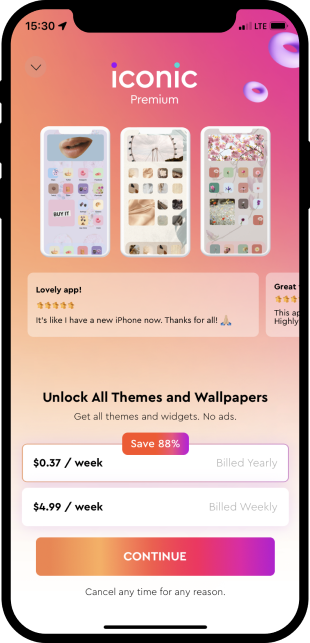 15:30
LTE
iconic
Premium
BUY IT
Lovely app!
It's like I have a new iPhone now. Thanks for all! 🙏🏼
Great
This ap
Highly
Unlock All Themes and Wallpapers
Get all themes and widgets. No ads.
Save 88%
$0.37 / week
Billed Yearly
$4.99 / week
Billed Weekly
CONTINUE
Cancel any time for any reason.